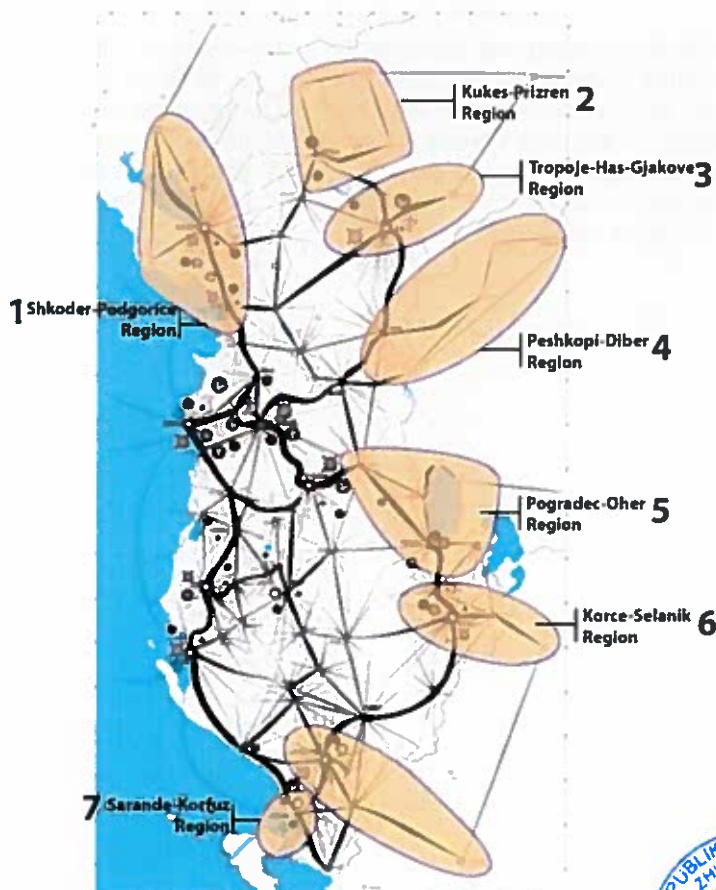 Kukes-Prizren 2
Region
Tropoje-Has-Gjakove 3
Region
1 Shkoder-Podgorice
Region
Peshkopi-Diber 4
Region
Pogradec-Oher 5
Region
Korce-Selanik 6
Region
7 Sarande-Korfuz
Region